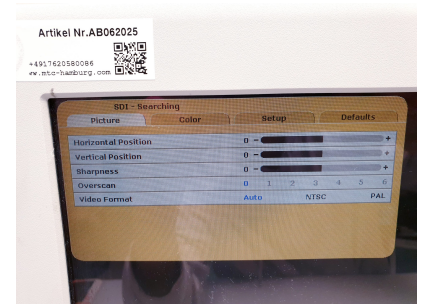 Artikel Nr.AB062025
+4917620580086
ww.mtc-hamburg.com
SDI - Searching
Picture Color Setup Defaults
Horizontal Position 0 - +
Vertical Position 0 - +
Sharpness 0 - +
Overscan 0 1 2 3 4 5 6
Video Format Auto NTSC PAL